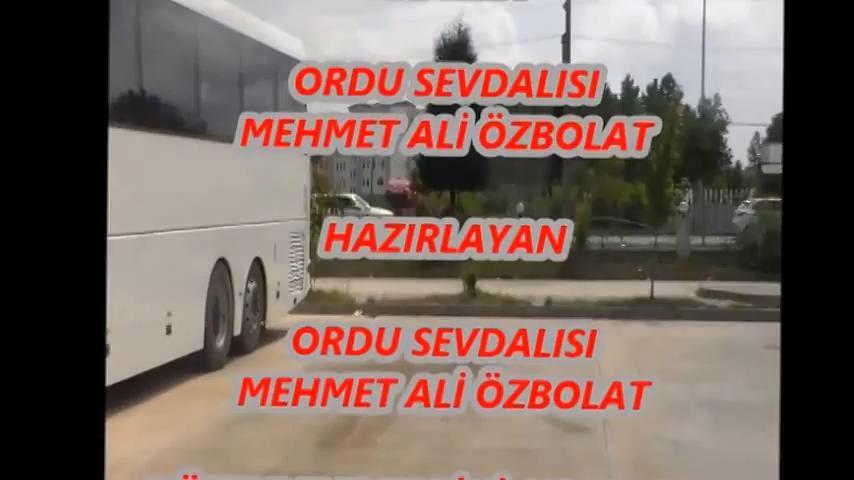 ORDU SEVDALISI
MEHMET ALİ ÖZBOLAT
HAZIRLAYAN
ORDU SEVDALISI
MEHMET ALİ ÖZBOLAT